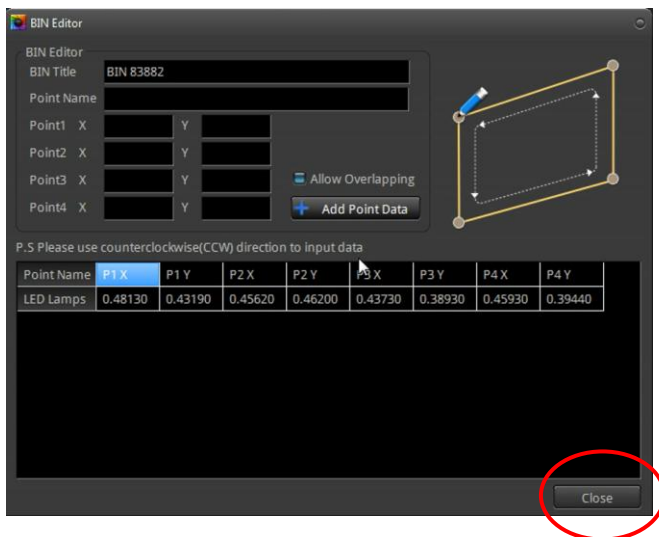 BIN Editor
BIN Editor
BIN Title BIN 83882
Point Name
Point1 X Y
Point2 X Y
Point3 X Y Allow Overlapping
Point4 X Y Add Point Data
P.S Please use counterclockwise(CCW) direction to input data
Point Name P1 X P1 Y P2 X P2 Y P3 X P3 Y P4 X P4 Y
LED Lamps 0.48130 0.43190 0.45620 0.46200 0.43730 0.38930 0.45930 0.39440
Close